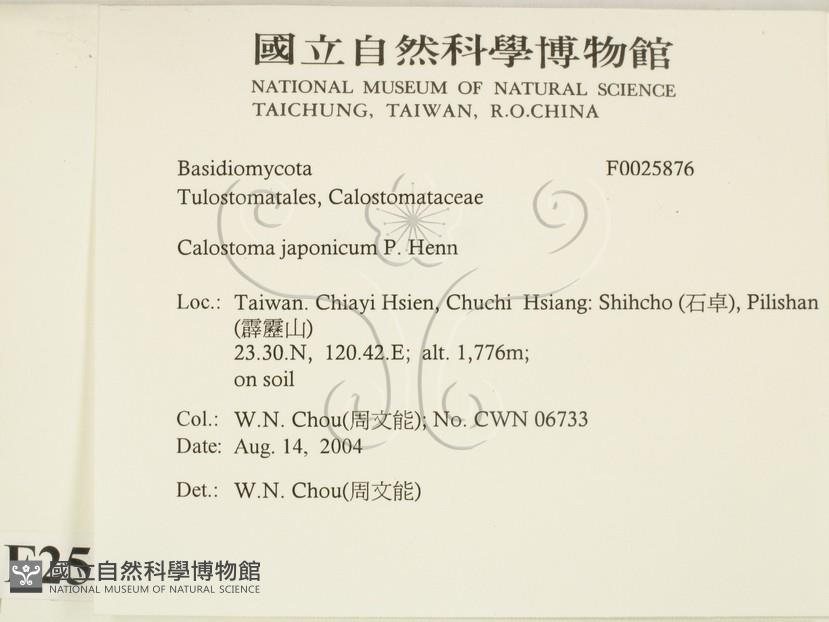 國立自然科學博物館
NATIONAL MUSEUM OF NATURAL SCIENCE
TAICHUNG, TAIWAN, R.O.CHINA
Basidiomycota F0025876
Tulostomatales, Calostomataceae
Calostoma japonicum P. Henn
Loc.: Taiwan. Chiayi Hsien, Chuchi Hsiang: Shihcho (石卓), Pilishan
(霹靂山)
23.30.N, 120.42.E; alt. 1,776m;
on soil
Col.: W.N. Chou(周文能); No. CWN 06733
Date: Aug. 14, 2004
Det.: W.N. Chou(周文能)
F25
國立自然科學博物館
NATIONAL MUSEUM OF NATURAL SCIENCE